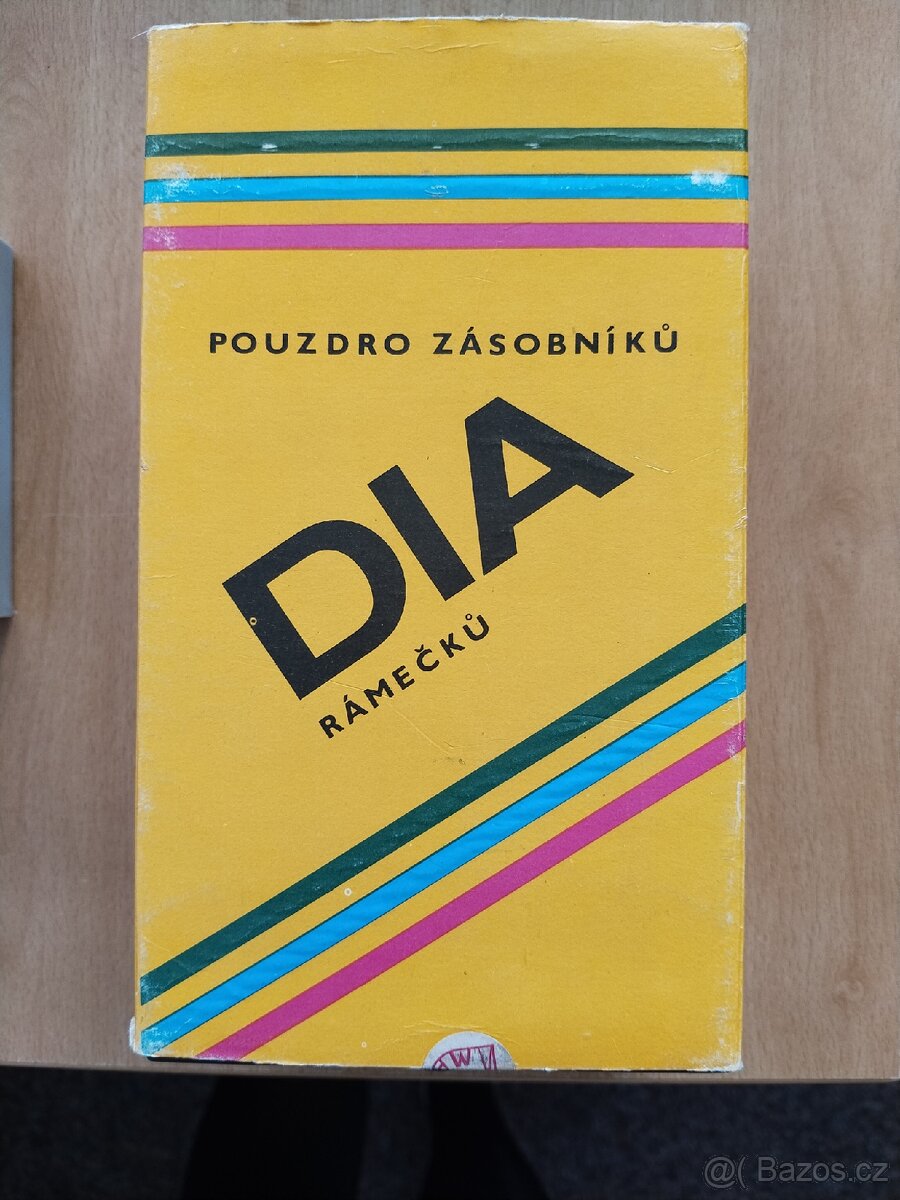 POUZDRO ZÁSOBNÍKŮ
DIA
RÁMEČKŮ
@( Bazos.cz